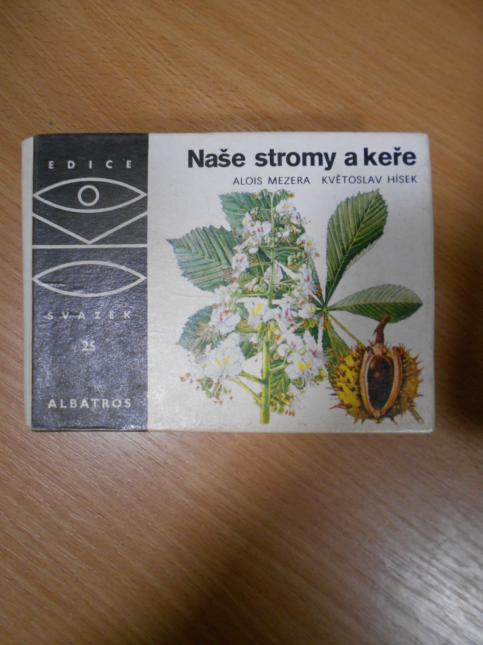 EDICE
SVAZEK
25
ALBATROS
Naše stromy a keře
ALOIS MEZERA KVĚTOSLAV HÍSEK